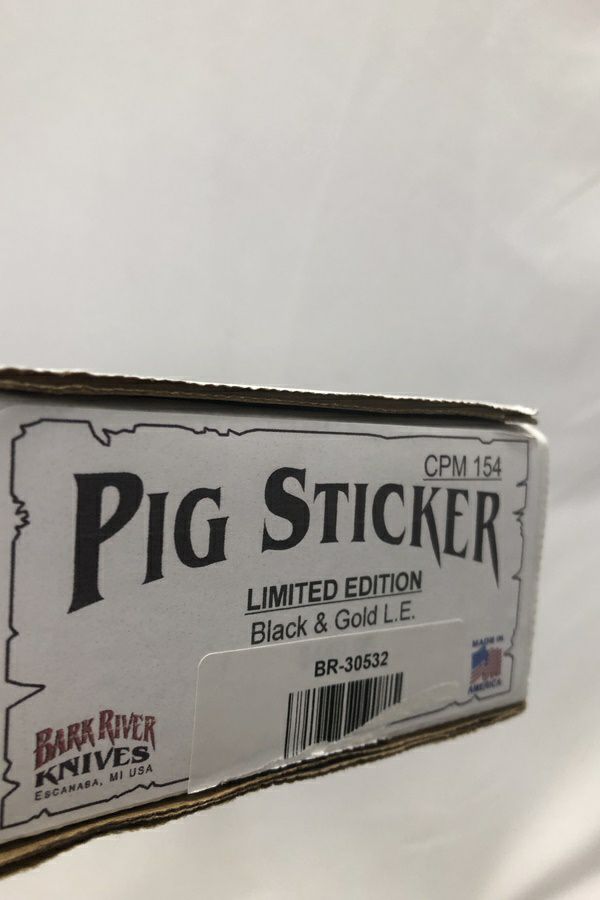 CPM 154
PIG STICKER
LIMITED EDITION
Black & Gold L.E.
BR-30532
MADE IN
AMERICA
BARK RIVER
KNIVES
ESCANABA, MI USA